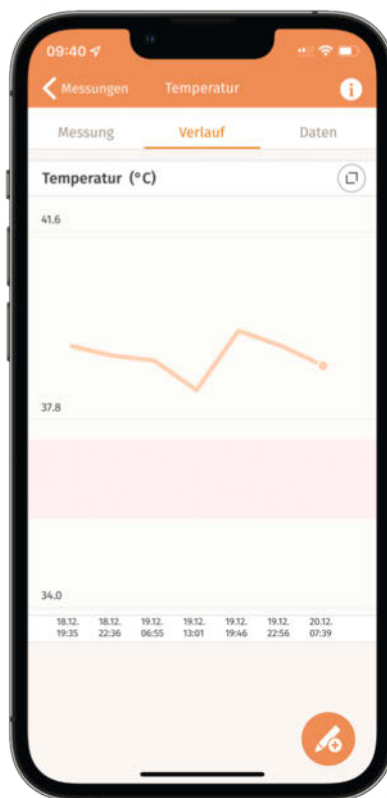 09:40
Messungen Temperatur i
Messung Verlauf Daten
Temperatur (°C)
41.6
37.8
34.0
18.12. 18.12. 19.12. 19.12. 19.12. 19.12. 20.12.
19:35 22:36 06:55 13:01 19:46 22:56 07:39